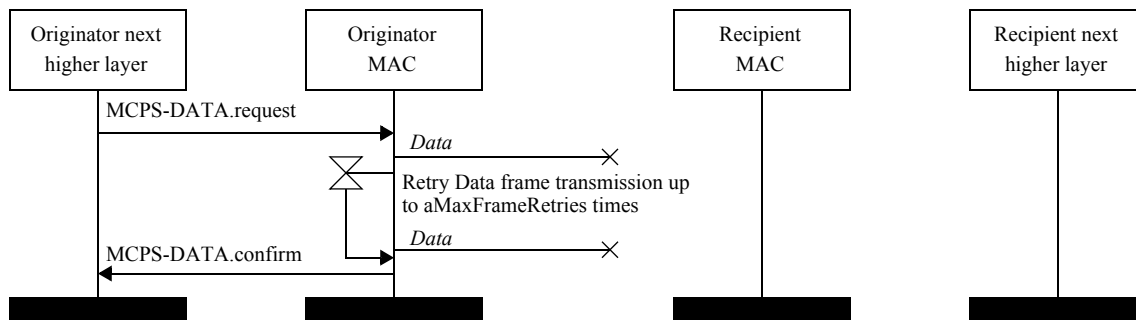 Originator next
higher layer
Originator
MAC
Recipient
MAC
Recipient next
higher layer
MCPS-DATA.request
Data
Retry Data frame transmission up
to aMaxFrameRetries times
Data
MCPS-DATA.confirm